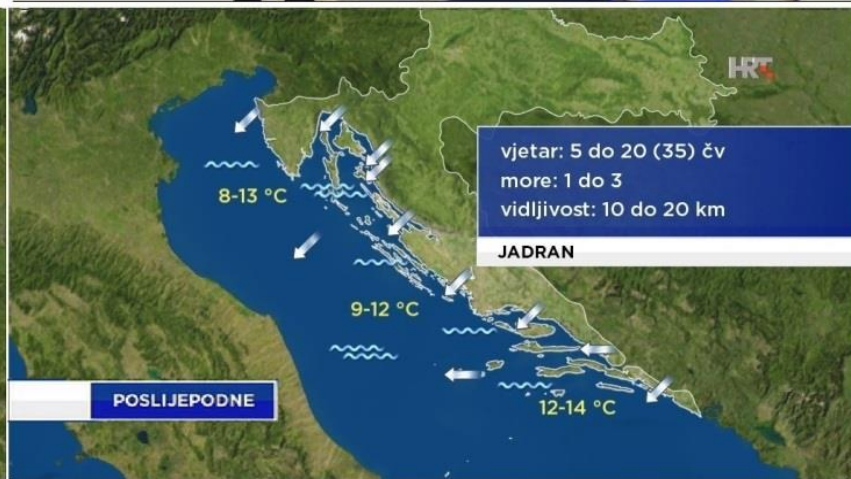 HRT
vjetar: 5 do 20 (35) čv
more: 1 do 3
vidljivost: 10 do 20 km
JADRAN
8-13 °C
9-12 °C
12-14 °C
POSLIJEPODNE